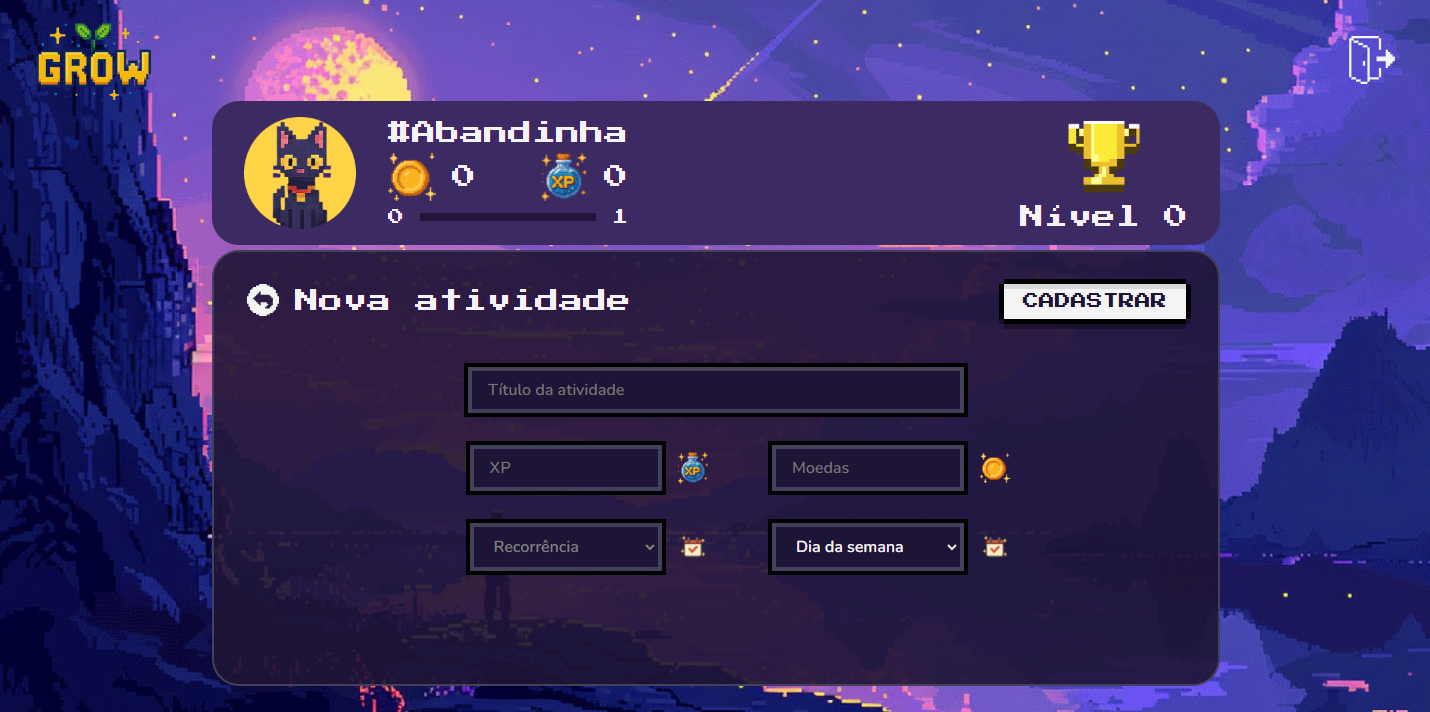 GROW
#Abandinha
0 XP 0
0 1
Nível 0
Nova atividade
CADASTRAR
Título da atividade
XP XP
Moedas
Recorrência
Dia da semana